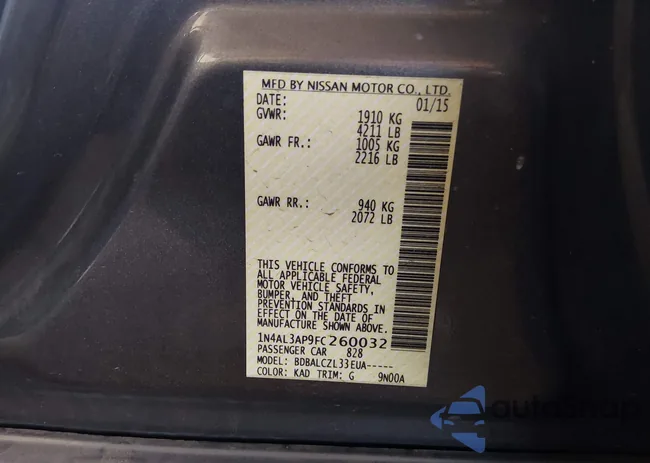 MFD BY NISSAN MOTOR CO., LTD.
DATE: 01/15
GVWR: 1910 KG
4211 LB
GAWR FR.: 1005 KG
2216 LB
GAWR RR.: 940 KG
2072 LB
THIS VEHICLE CONFORMS TO
ALL APPLICABLE FEDERAL
MOTOR VEHICLE SAFETY,
BUMPER, AND THEFT
PREVENTION STANDARDS IN
EFFECT ON THE DATE OF
MANUFACTURE SHOWN ABOVE.
1N4AL3AP9FC260032
PASSENGER CAR 828
MODEL: BDBALCZL33EUA-----
COLOR: KAD TRIM: G 9N00A
autoSnap